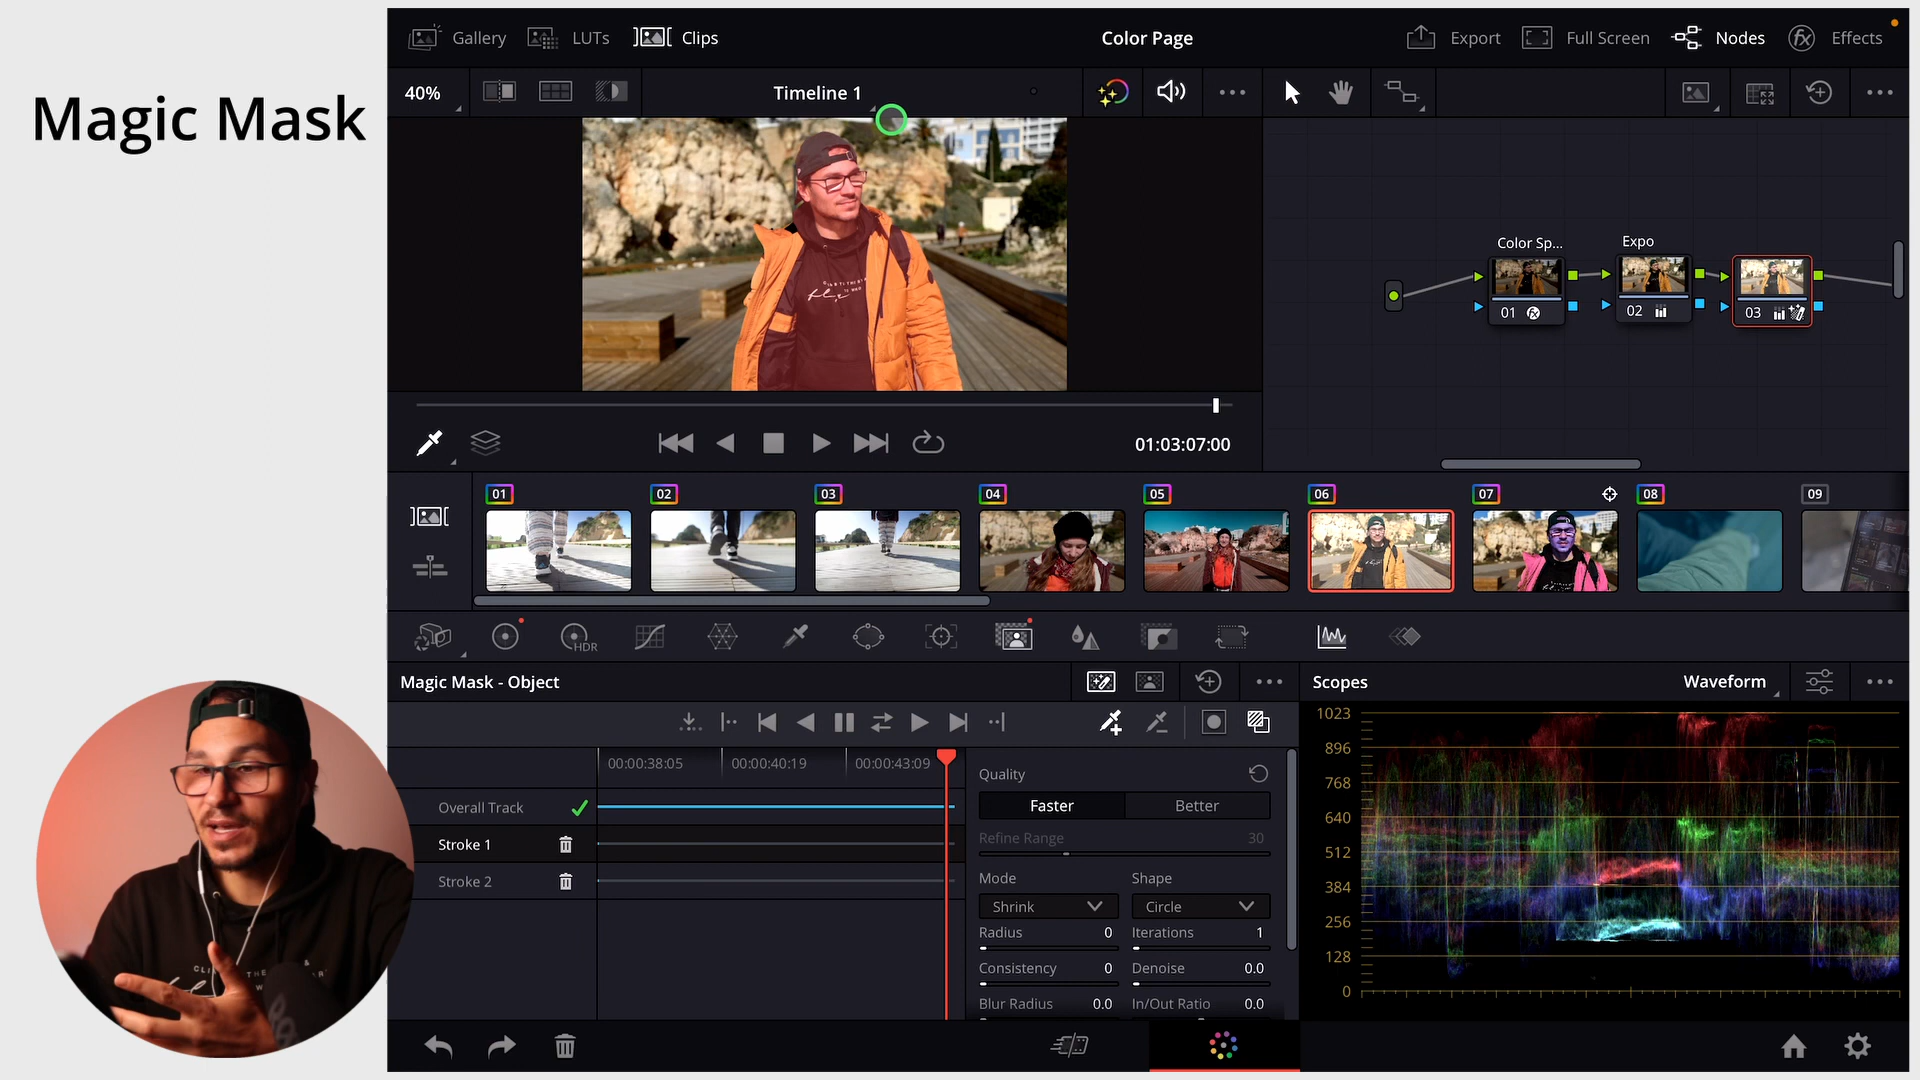 Magic Mask
Gallery
LUTs
Clips
Color Page
Export
Full Screen
Nodes
Effects
40%
Timeline 1
Color Sp...
Expo
01
02
03
01:03:07:00
01
02
03
04
05
06
07
08
09
HDR
Magic Mask - Object
Scopes
Waveform
00:00:38:05
00:00:40:19
00:00:43:09
Overall Track
Stroke 1
Stroke 2
Quality
Faster
Better
Refine Range
30
Mode
Shape
Shrink
Circle
Radius
0
Iterations
1
Consistency
0
Denoise
0.0
Blur Radius
0.0
In/Out Ratio
0.0
1023
896
768
640
512
384
256
128
0